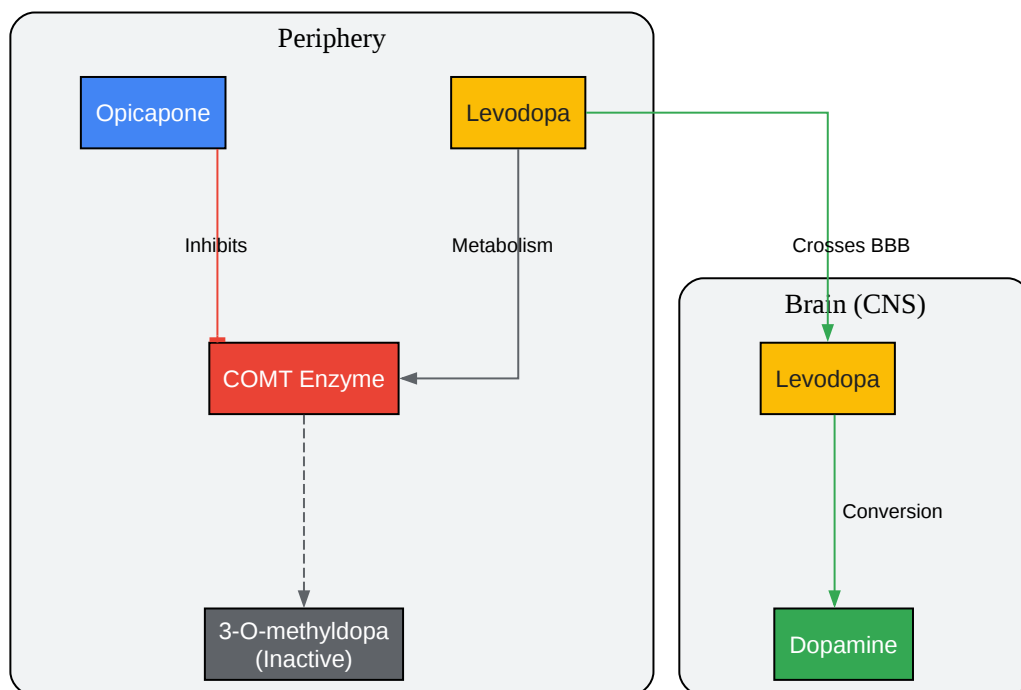 Periphery
Opicapone
Levodopa
Inhibits
Metabolism
Crosses BBB
Brain (CNS)
COMT Enzyme
Levodopa
Conversion
3-O-methyldopa
(Inactive)
Dopamine